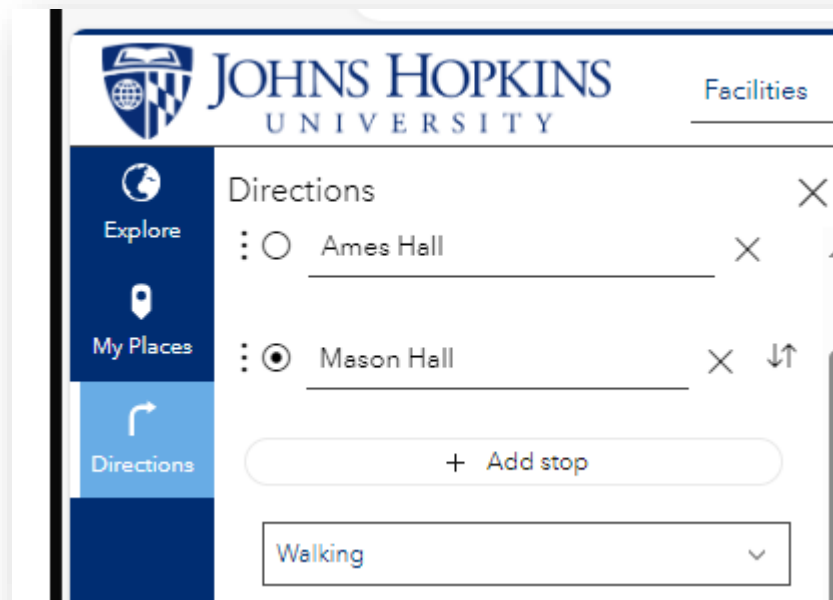 JOHNS HOPKINS
UNIVERSITY
Facilities
Explore
My Places
Directions
Directions
Ames Hall
Mason Hall
+ Add stop
Walking